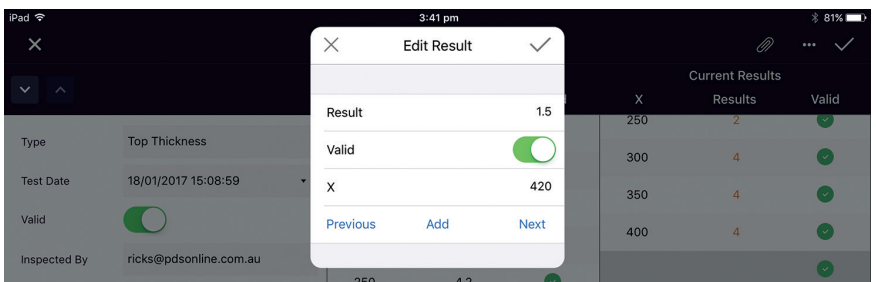 iPad 3:41 pm 81%
Edit Result
Current Results
X Results Valid
250 2
300 4
350 4
400 4
Result 1.5
Valid
X 420
Previous Add Next
Type Top Thickness
Test Date 18/01/2017 15:08:59
Valid
Inspected By ricks@pdsonline.com.au
350 4.2